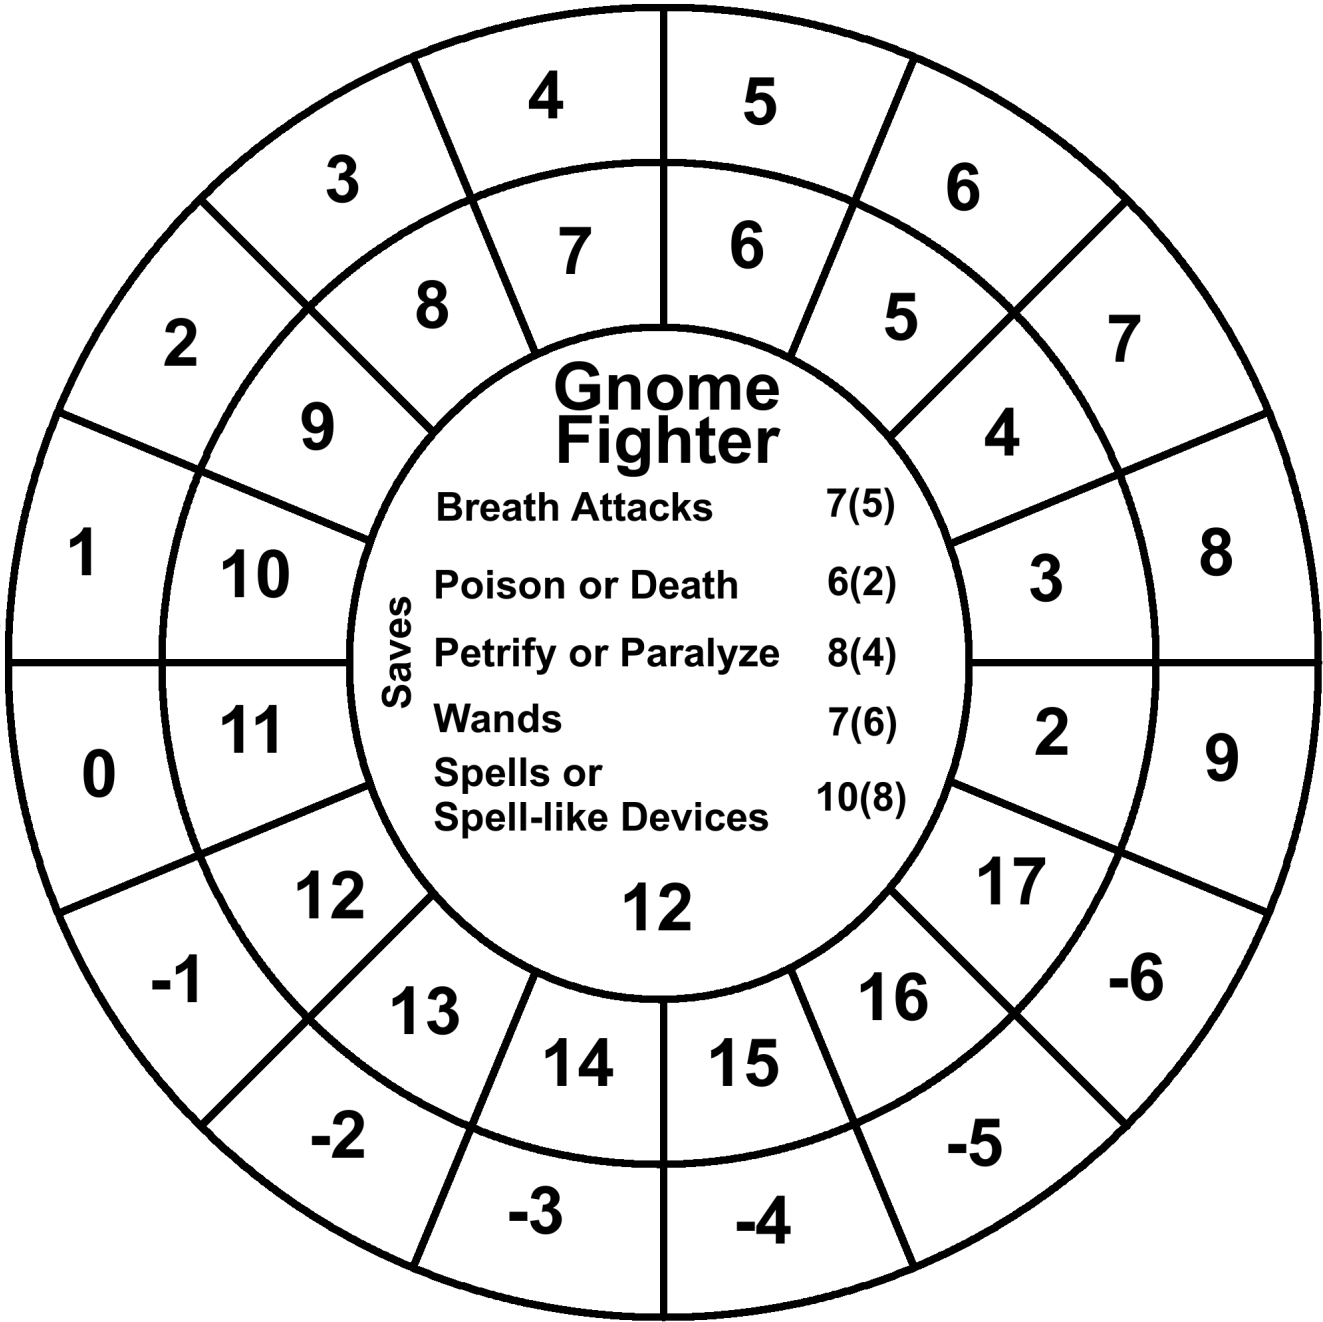 4 5
3 6
2 7
1 8
0 9
-1 -6
-2 -5
-3 -4
7 6
8 5
9 4
10 3
11 2
12 17
13 16
14 15
Gnome
Fighter
Saves
Breath Attacks 7(5)
Poison or Death 6(2)
Petrify or Paralyze 8(4)
Wands 7(6)
Spells or
Spell-like Devices 10(8)
12